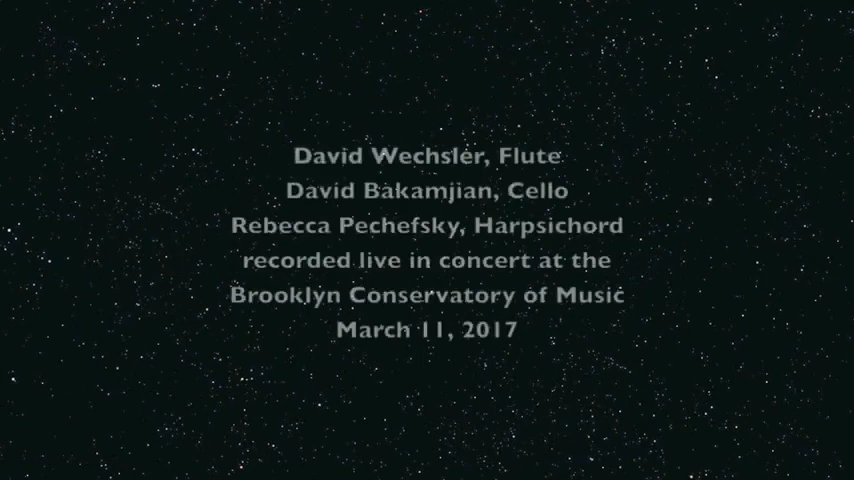 David Wechsler, Flute
David Bakamjian, Cello
Rebecca Pechefsky, Harpsichord
recorded live in concert at the
Brooklyn Conservatory of Music
March 11, 2017